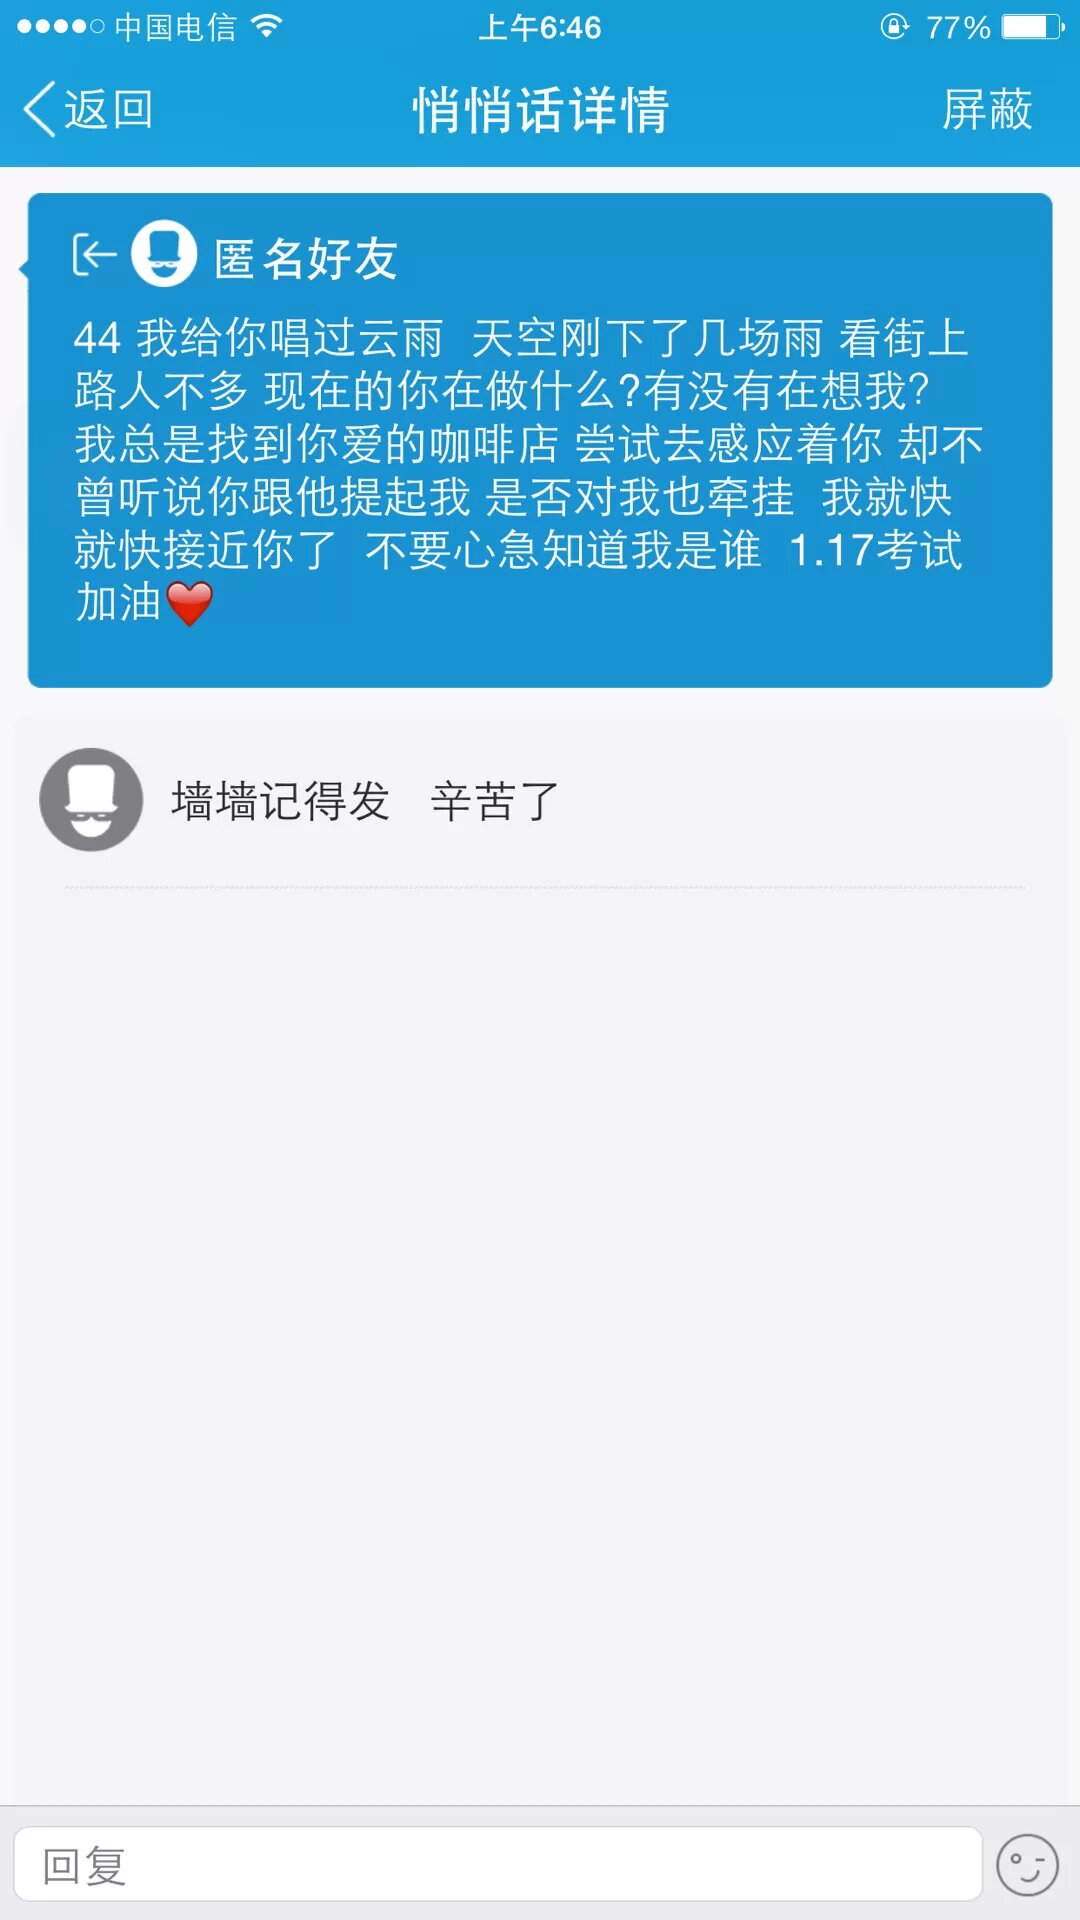 中国电信 上午6:46 77%
返回 悄悄话详情 屏蔽
匿名好友
44 我给你唱过云雨  天空刚下了几场雨 看街上
路人不多 现在的你在做什么?有没有在想我?
我总是找到你爱的咖啡店 尝试去感应着你 却不
曾听说你跟他提起我 是否对我也牵挂  我就快
就快接近你了  不要心急知道我是谁  1.17考试
加油❤️
墙墙记得发  辛苦了
回复